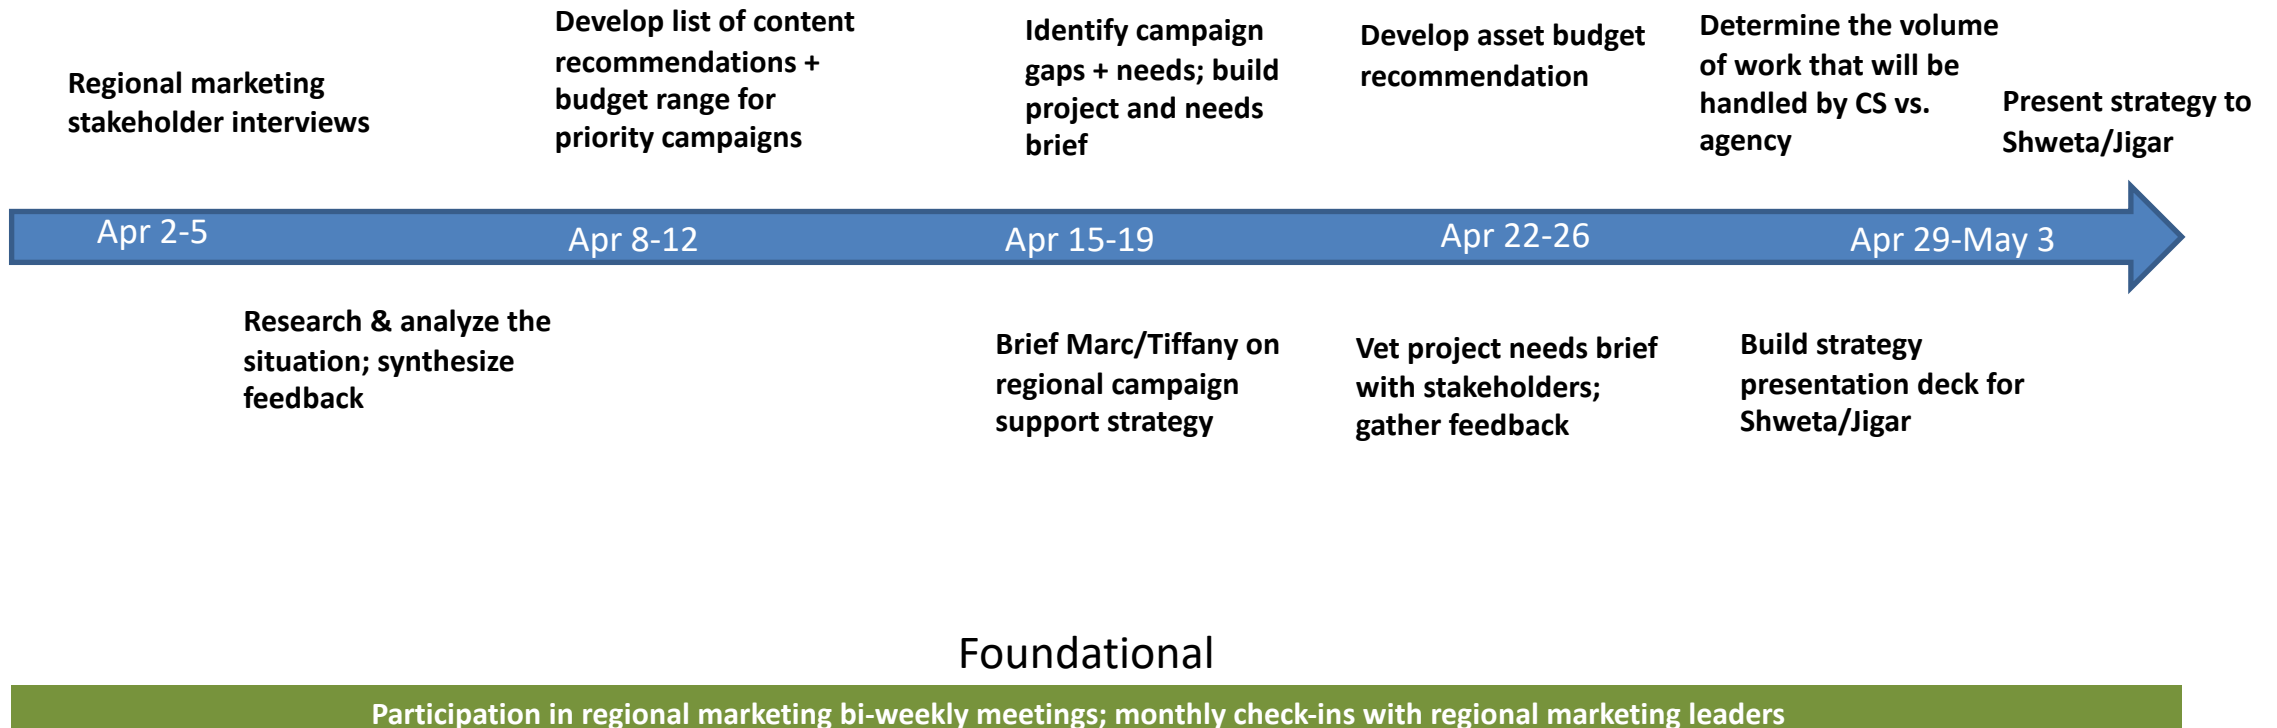 Regional marketing
stakeholder interviews
Develop list of content
recommendations +
budget range for
priority campaigns
Identify campaign
gaps + needs; build
project and needs
brief
Develop asset budget
recommendation
Determine the volume
of work that will be
handled by CS vs.
agency
Present strategy to
Shweta/Jigar
Apr 2-5
Apr 8-12
Apr 15-19
Apr 22-26
Apr 29-May 3
Research & analyze the
situation; synthesize
feedback
Brief Marc/Tiffany on
regional campaign
support strategy
Vet project needs brief
with stakeholders;
gather feedback
Build strategy
presentation deck for
Shweta/Jigar
Foundational
Participation in regional marketing bi-weekly meetings; monthly check-ins with regional marketing leaders